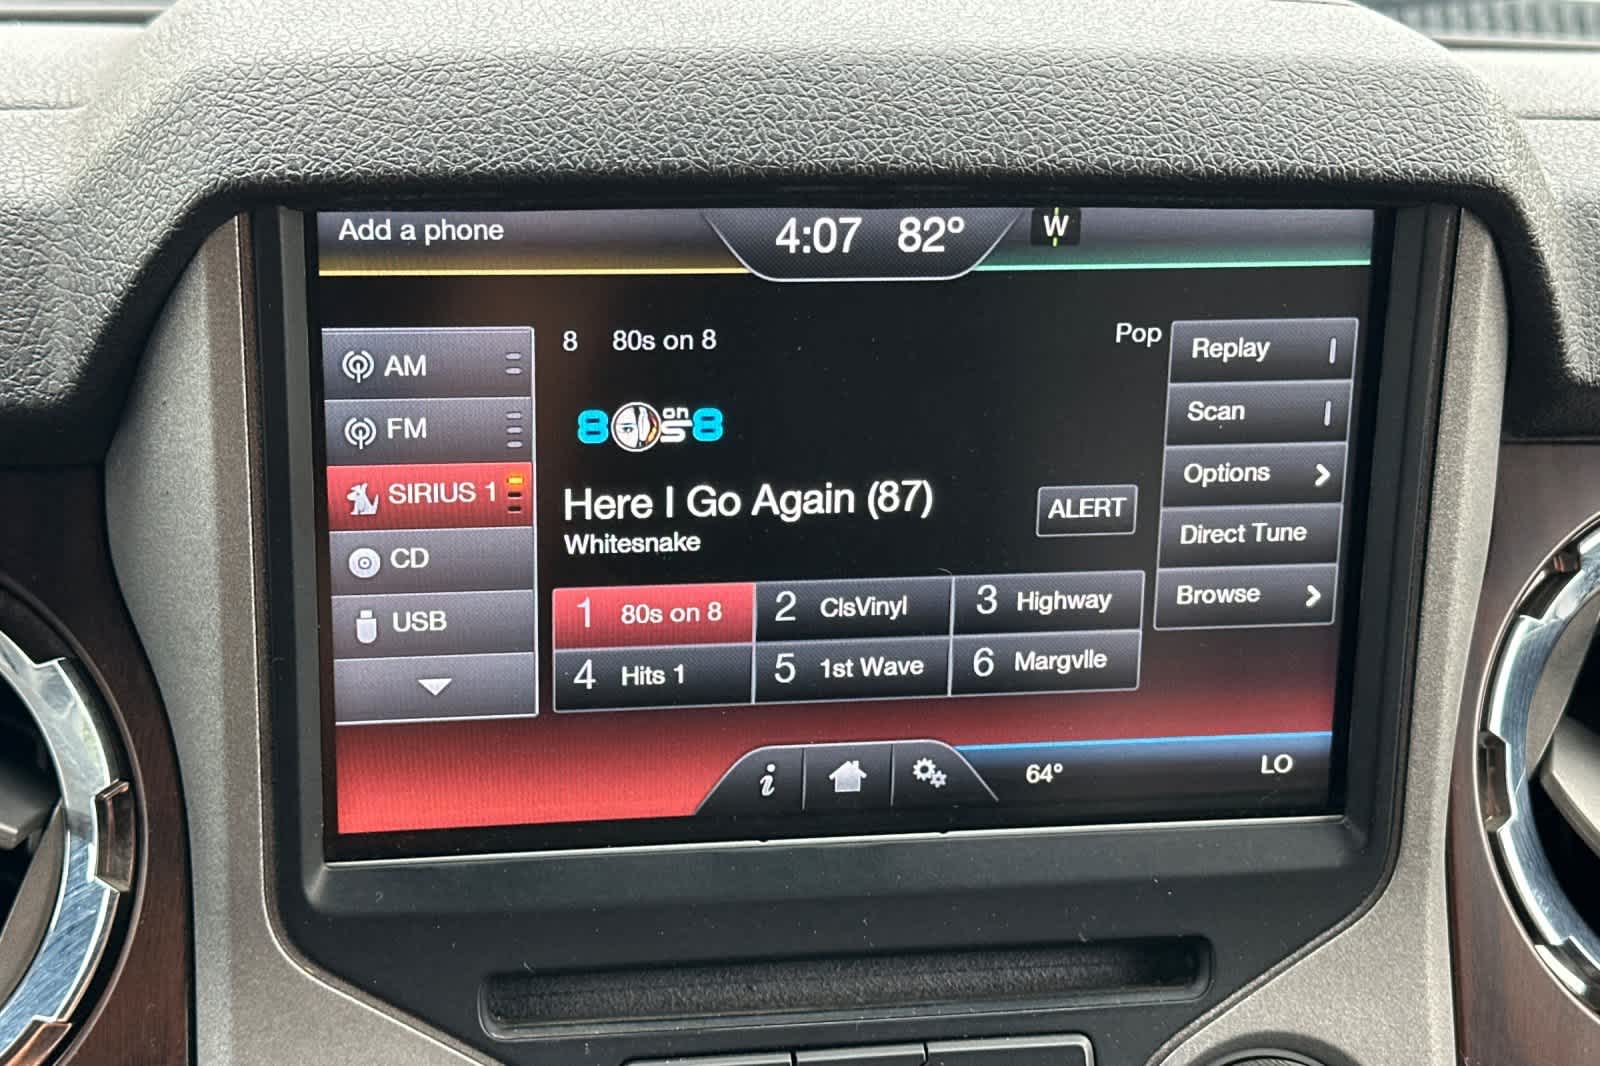 Add a phone
4:07 82°
W
AM
FM
SIRIUS 1
CD
USB
8 80s on 8
Pop
80s on 8
Here I Go Again (87)
Whitesnake
ALERT
1 80s on 8
2 ClsVinyl
3 Highway
4 Hits 1
5 1st Wave
6 Margvlle
Replay
Scan
Options
Direct Tune
Browse
i
64°
LO